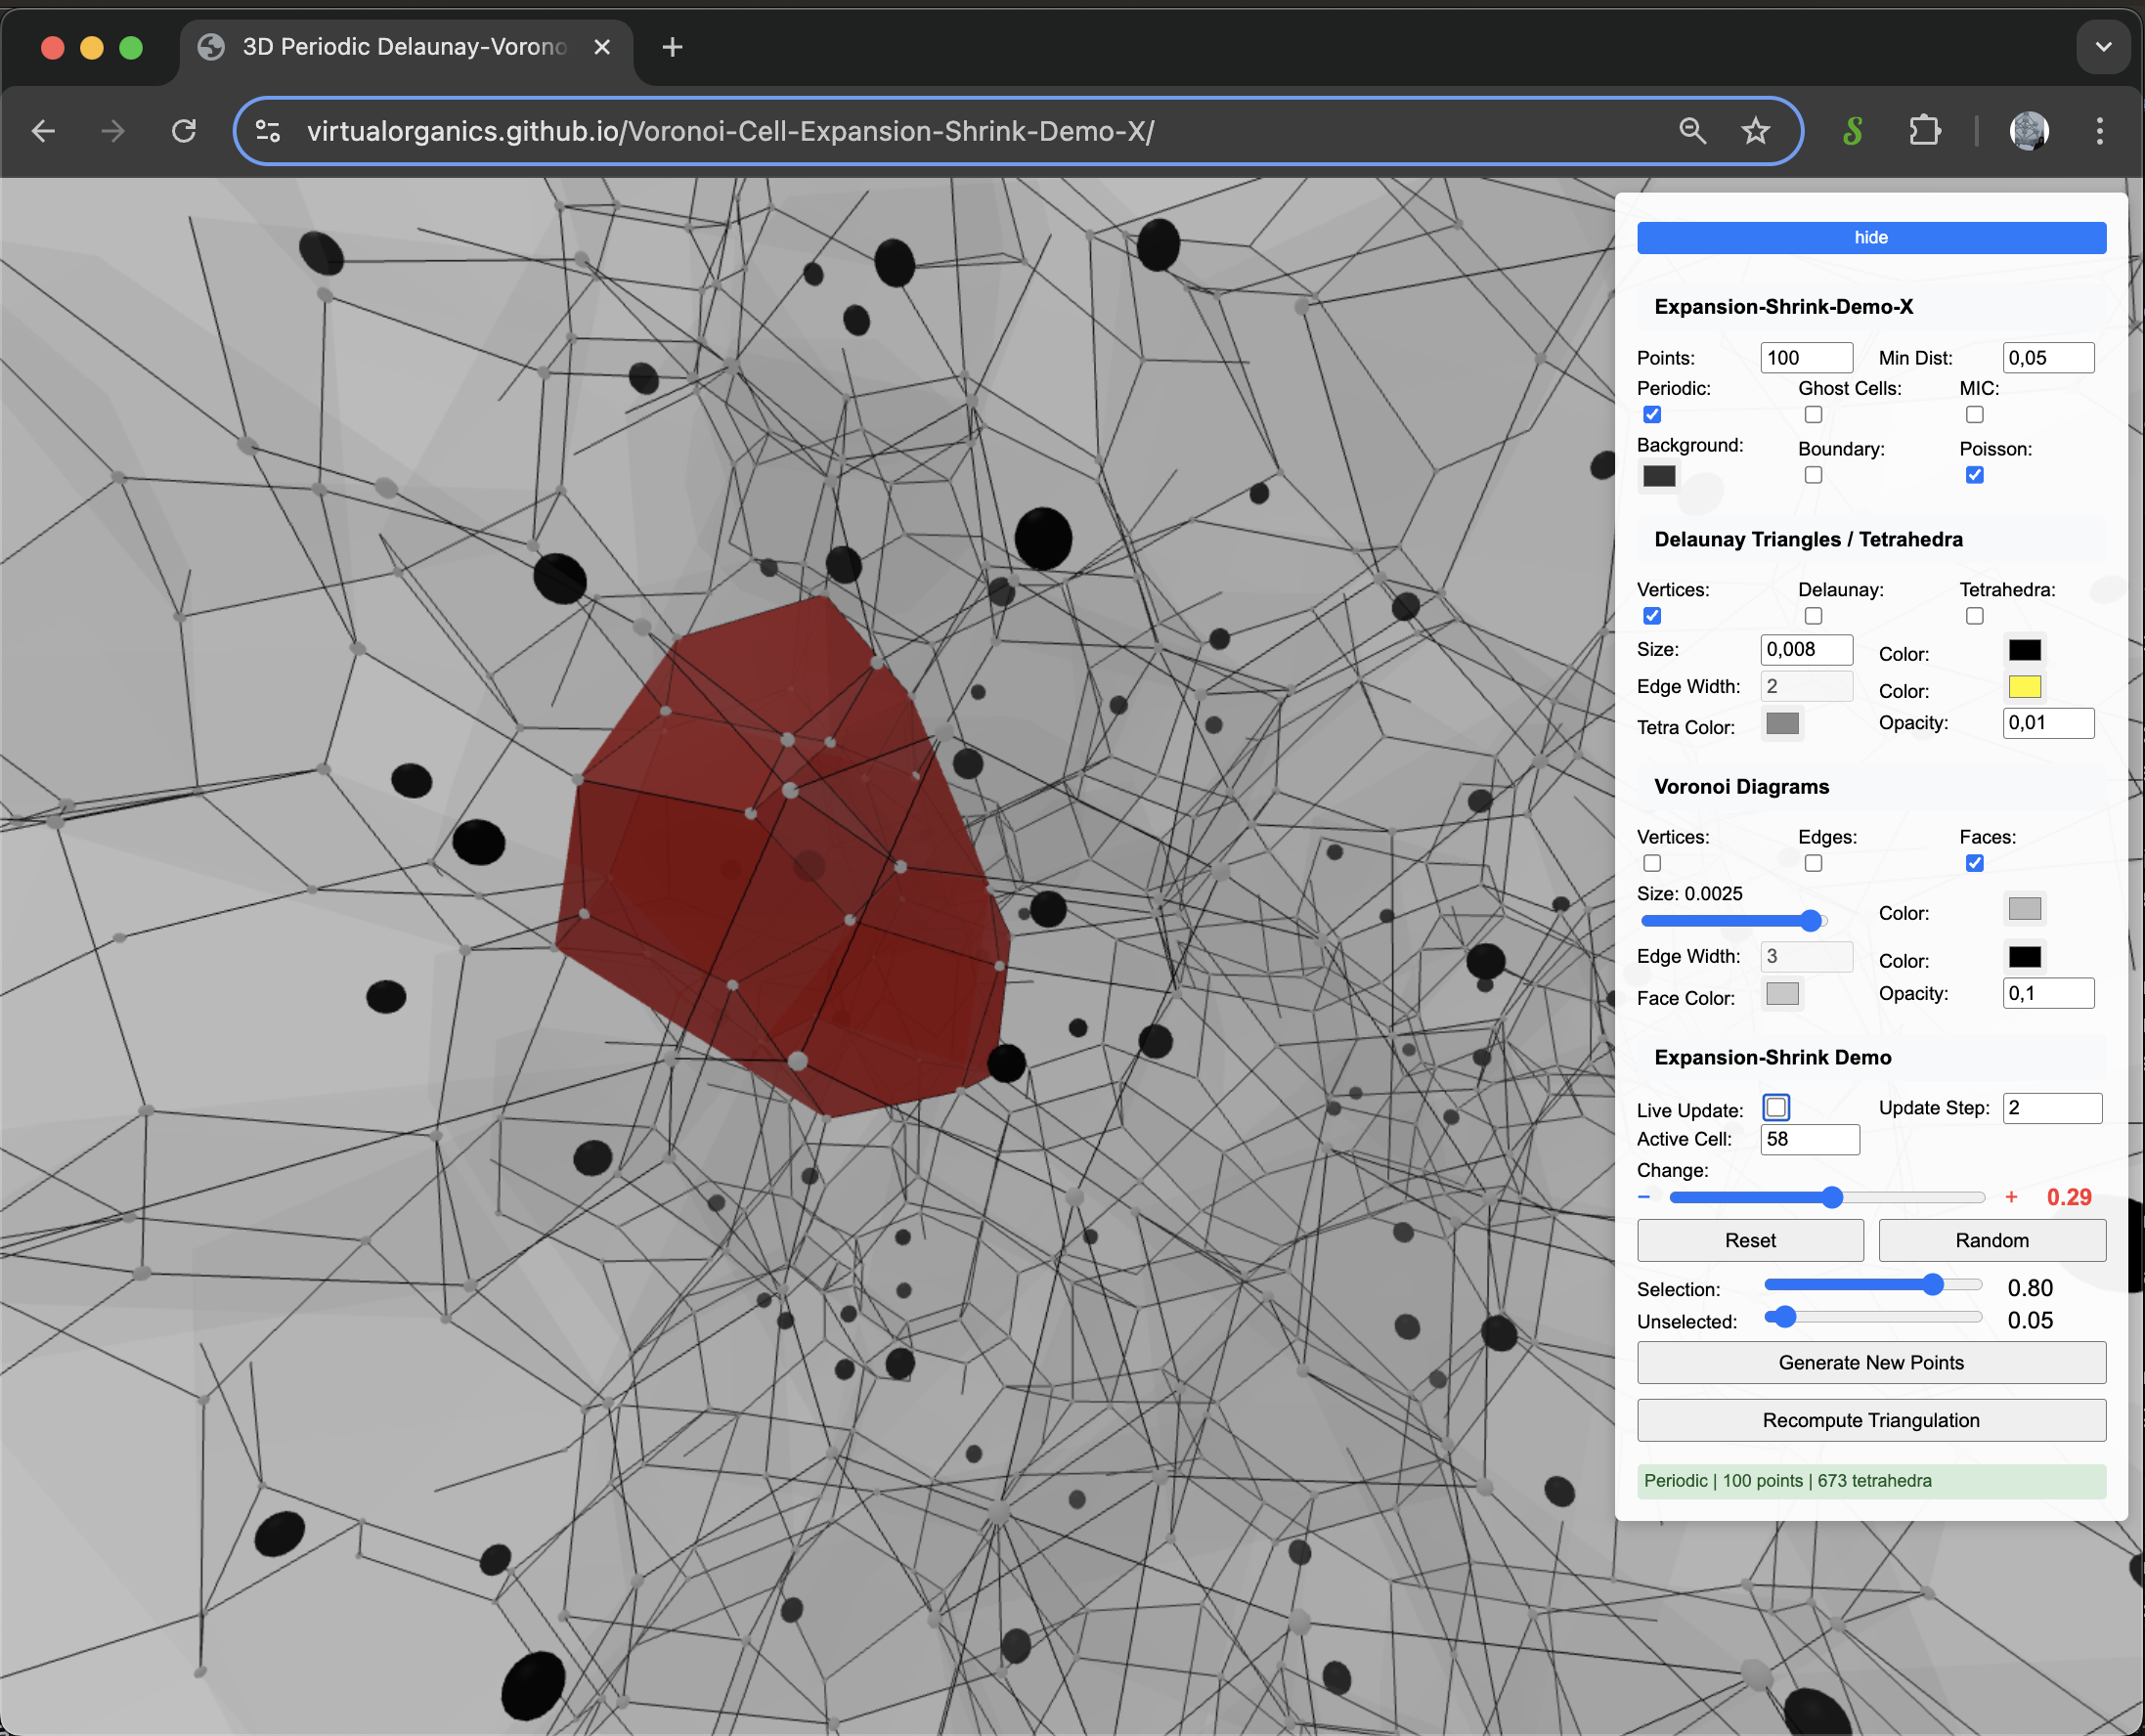 3D Periodic Delaunay-Vorono
virtualorganics.github.io/Voronoi-Cell-Expansion-Shrink-Demo-X/
hide
Expansion-Shrink-Demo-X
Points: 100 Min Dist: 0,05
Periodic: Ghost Cells: MIC:
Background: Boundary: Poisson:
Delaunay Triangles / Tetrahedra
Vertices: Delaunay: Tetrahedra:
Size: 0,008 Color:
Edge Width: 2 Color:
Tetra Color: Opacity: 0,01
Voronoi Diagrams
Vertices: Edges: Faces:
Size: 0.0025
Color:
Edge Width: 3 Color:
Face Color: Opacity: 0,1
Expansion-Shrink Demo
Live Update: Update Step: 2
Active Cell: 58
Change:
− + 0.29
Reset Random
Selection: 0.80
Unselected: 0.05
Generate New Points
Recompute Triangulation
Periodic | 100 points | 673 tetrahedra